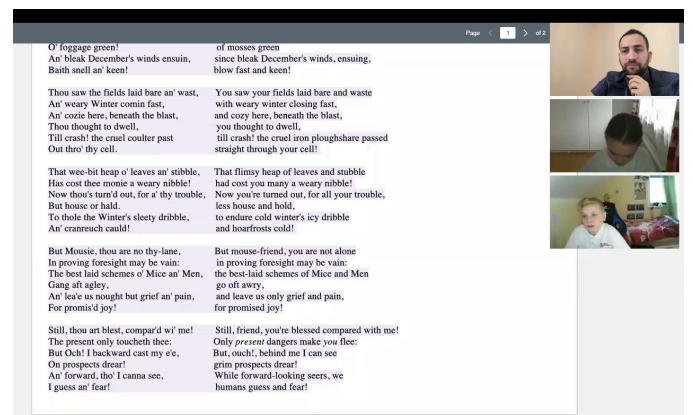 Page < 1 > of 2
O' foggage green! of mosses green
An' bleak December's winds ensuin, since bleak December's winds, ensuing,
Baith snell an' keen! blow fast and keen!
Thou saw the fields laid bare an' wast, You saw your fields laid bare and waste
An' weary Winter comin fast, with weary winter closing fast,
An' cozie here, beneath the blast, and cozy here, beneath the blast,
Thou thought to dwell, you thought to dwell,
Till crash! the cruel coulter past till crash! the cruel iron ploughshare passed
Out thro' thy cell. straight through your cell!
That wee-bit heap o' leaves an' stibble, That flimsy heap of leaves and stubble
Has cost thee monie a weary nibble! had cost you many a weary nibble!
Now thou's turn'd out, for a' thy trouble, Now you're turned out, for all your trouble,
But house or hald. less house and hold,
To thole the Winter's sleety dribble, to endure cold winter's icy dribble
An' cranreuch cauld! and hoarfrosts cold!
But Mousie, thou are no thy-lane, But mouse-friend, you are not alone
In proving foresight may be vain: in proving foresight may be vain:
The best laid schemes o' Mice an' Men, the best-laid schemes of Mice and Men
Gang aft agley, go oft awry,
An' lea'e us nought but grief an' pain, and leave us only grief and pain,
For promis'd joy! for promised joy!
Still, thou art blest, compar'd wi' me! Still, friend, you're blessed compared with me!
The present only toucheth thee: Only present dangers make you flee:
But Och! I backward cast my e'e, But, ouch!, behind me I can see
On prospects drear! grim prospects drear!
An' forward, tho' I canna see, While forward-looking seers, we
I guess an' fear! humans guess and fear!